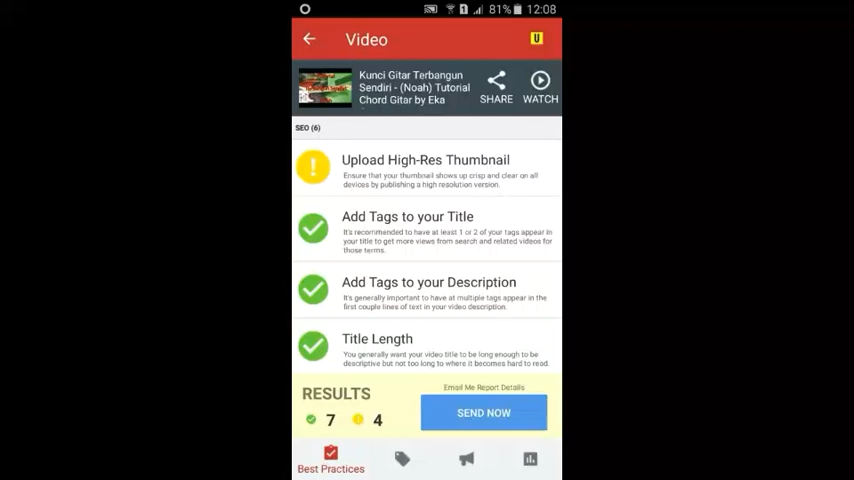 81% 12:08
Video
U
Kunci Gitar Terbangun
Sendiri - (Noah) Tutorial
Chord Gitar by Eka
SHARE
WATCH
SEO (6)
Upload High-Res Thumbnail
Ensure that your thumbnail shows up crisp and clear on all
devices by publishing a high resolution version.
Add Tags to your Title
It's recommended to have at least 1 or 2 of your tags appear in
your title to get more views from search and related videos for
those terms.
Add Tags to your Description
It's generally important to have at multiple tags appear in the
first couple lines of text in your video description.
Title Length
You generally want your video title to be long enough to be
descriptive but not too long to where it becomes hard to read.
RESULTS
7 4
Email Me Report Details
SEND NOW
Best Practices